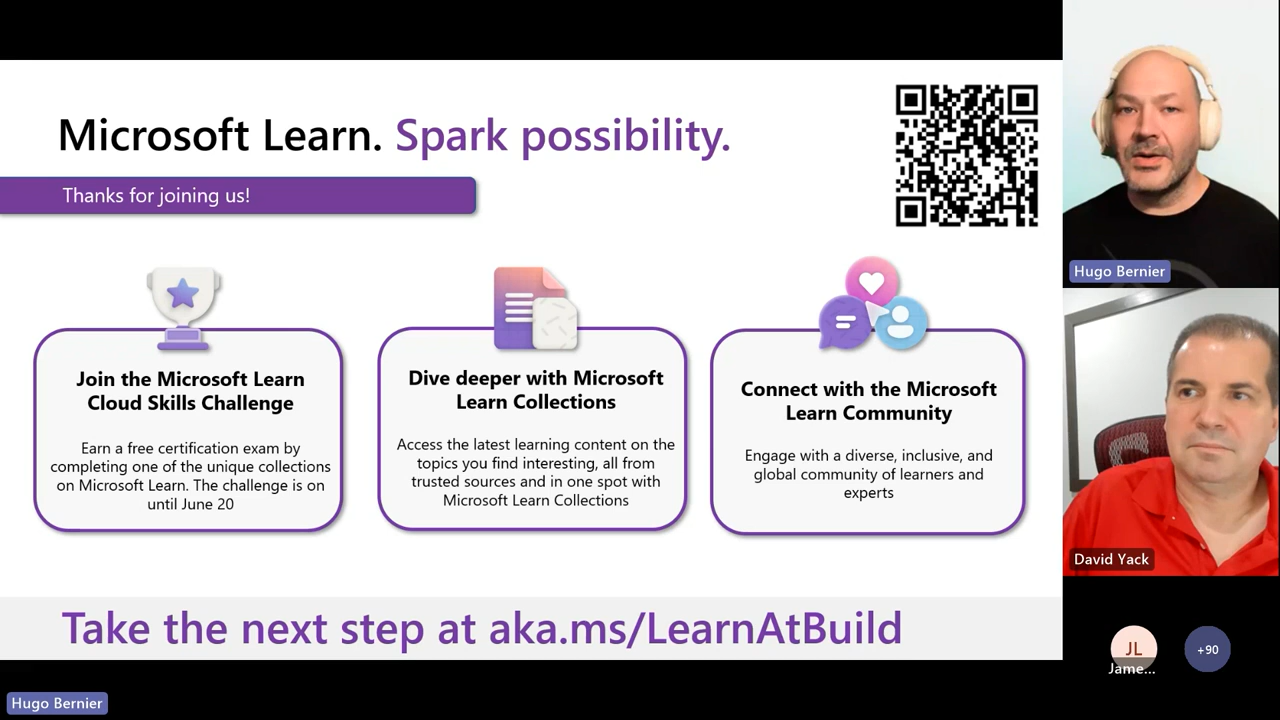 Microsoft Learn. Spark possibility.
Thanks for joining us!
Join the Microsoft Learn
Cloud Skills Challenge
Earn a free certification exam by
completing one of the unique collections
on Microsoft Learn. The challenge is on
until June 20
Dive deeper with Microsoft
Learn Collections
Access the latest learning content on the
topics you find interesting, all from
trusted sources and in one spot with
Microsoft Learn Collections
Connect with the Microsoft
Learn Community
Engage with a diverse, inclusive, and
global community of learners and
experts
Take the next step at aka.ms/LearnAtBuild
Hugo Bernier
Hugo Bernier
David Yack
JL
Jame...
+90